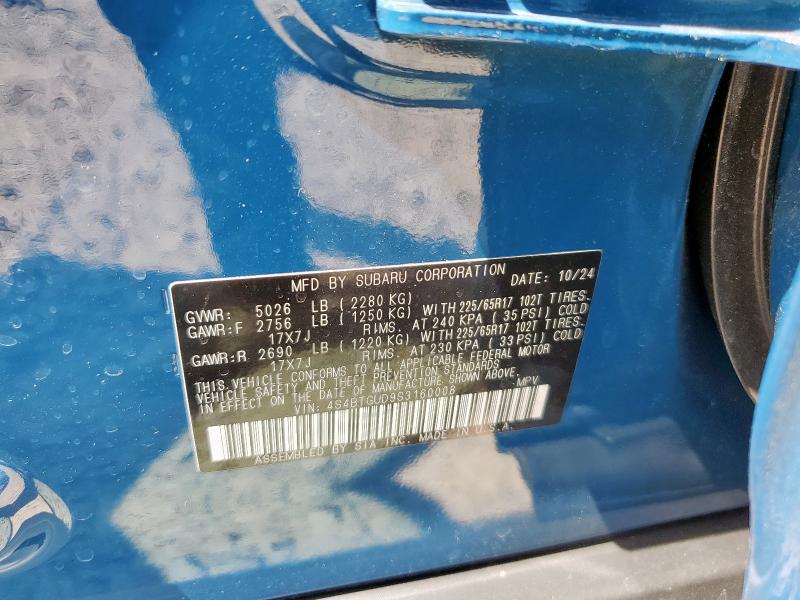 MFD BY SUBARU CORPORATION DATE: 10/24
GVWR: 5026 LB ( 2280 KG)
GAWR:F 2756 LB ( 1250 KG) WITH 225/65R17 102T TIRES.
17X7J RIMS, AT 240 KPA ( 35 PSI) COLD
GAWR:R 2690 LB ( 1220 KG) WITH 225/65R17 102T TIRES.
17X7J RIMS, AT 230 KPA ( 33 PSI) COLD
THIS VEHICLE CONFORMS TO ALL APPLICABLE FEDERAL MOTOR
VEHICLE SAFETY AND THEFT PREVENTION STANDARDS
IN EFFECT ON THE DATE OF MANUFACTURE SHOWN ABOVE.
VIN: 4S4BTGUD9S3160008 MPV
ASSEMBLED BY SIA INC. MADE IN U.S.A.